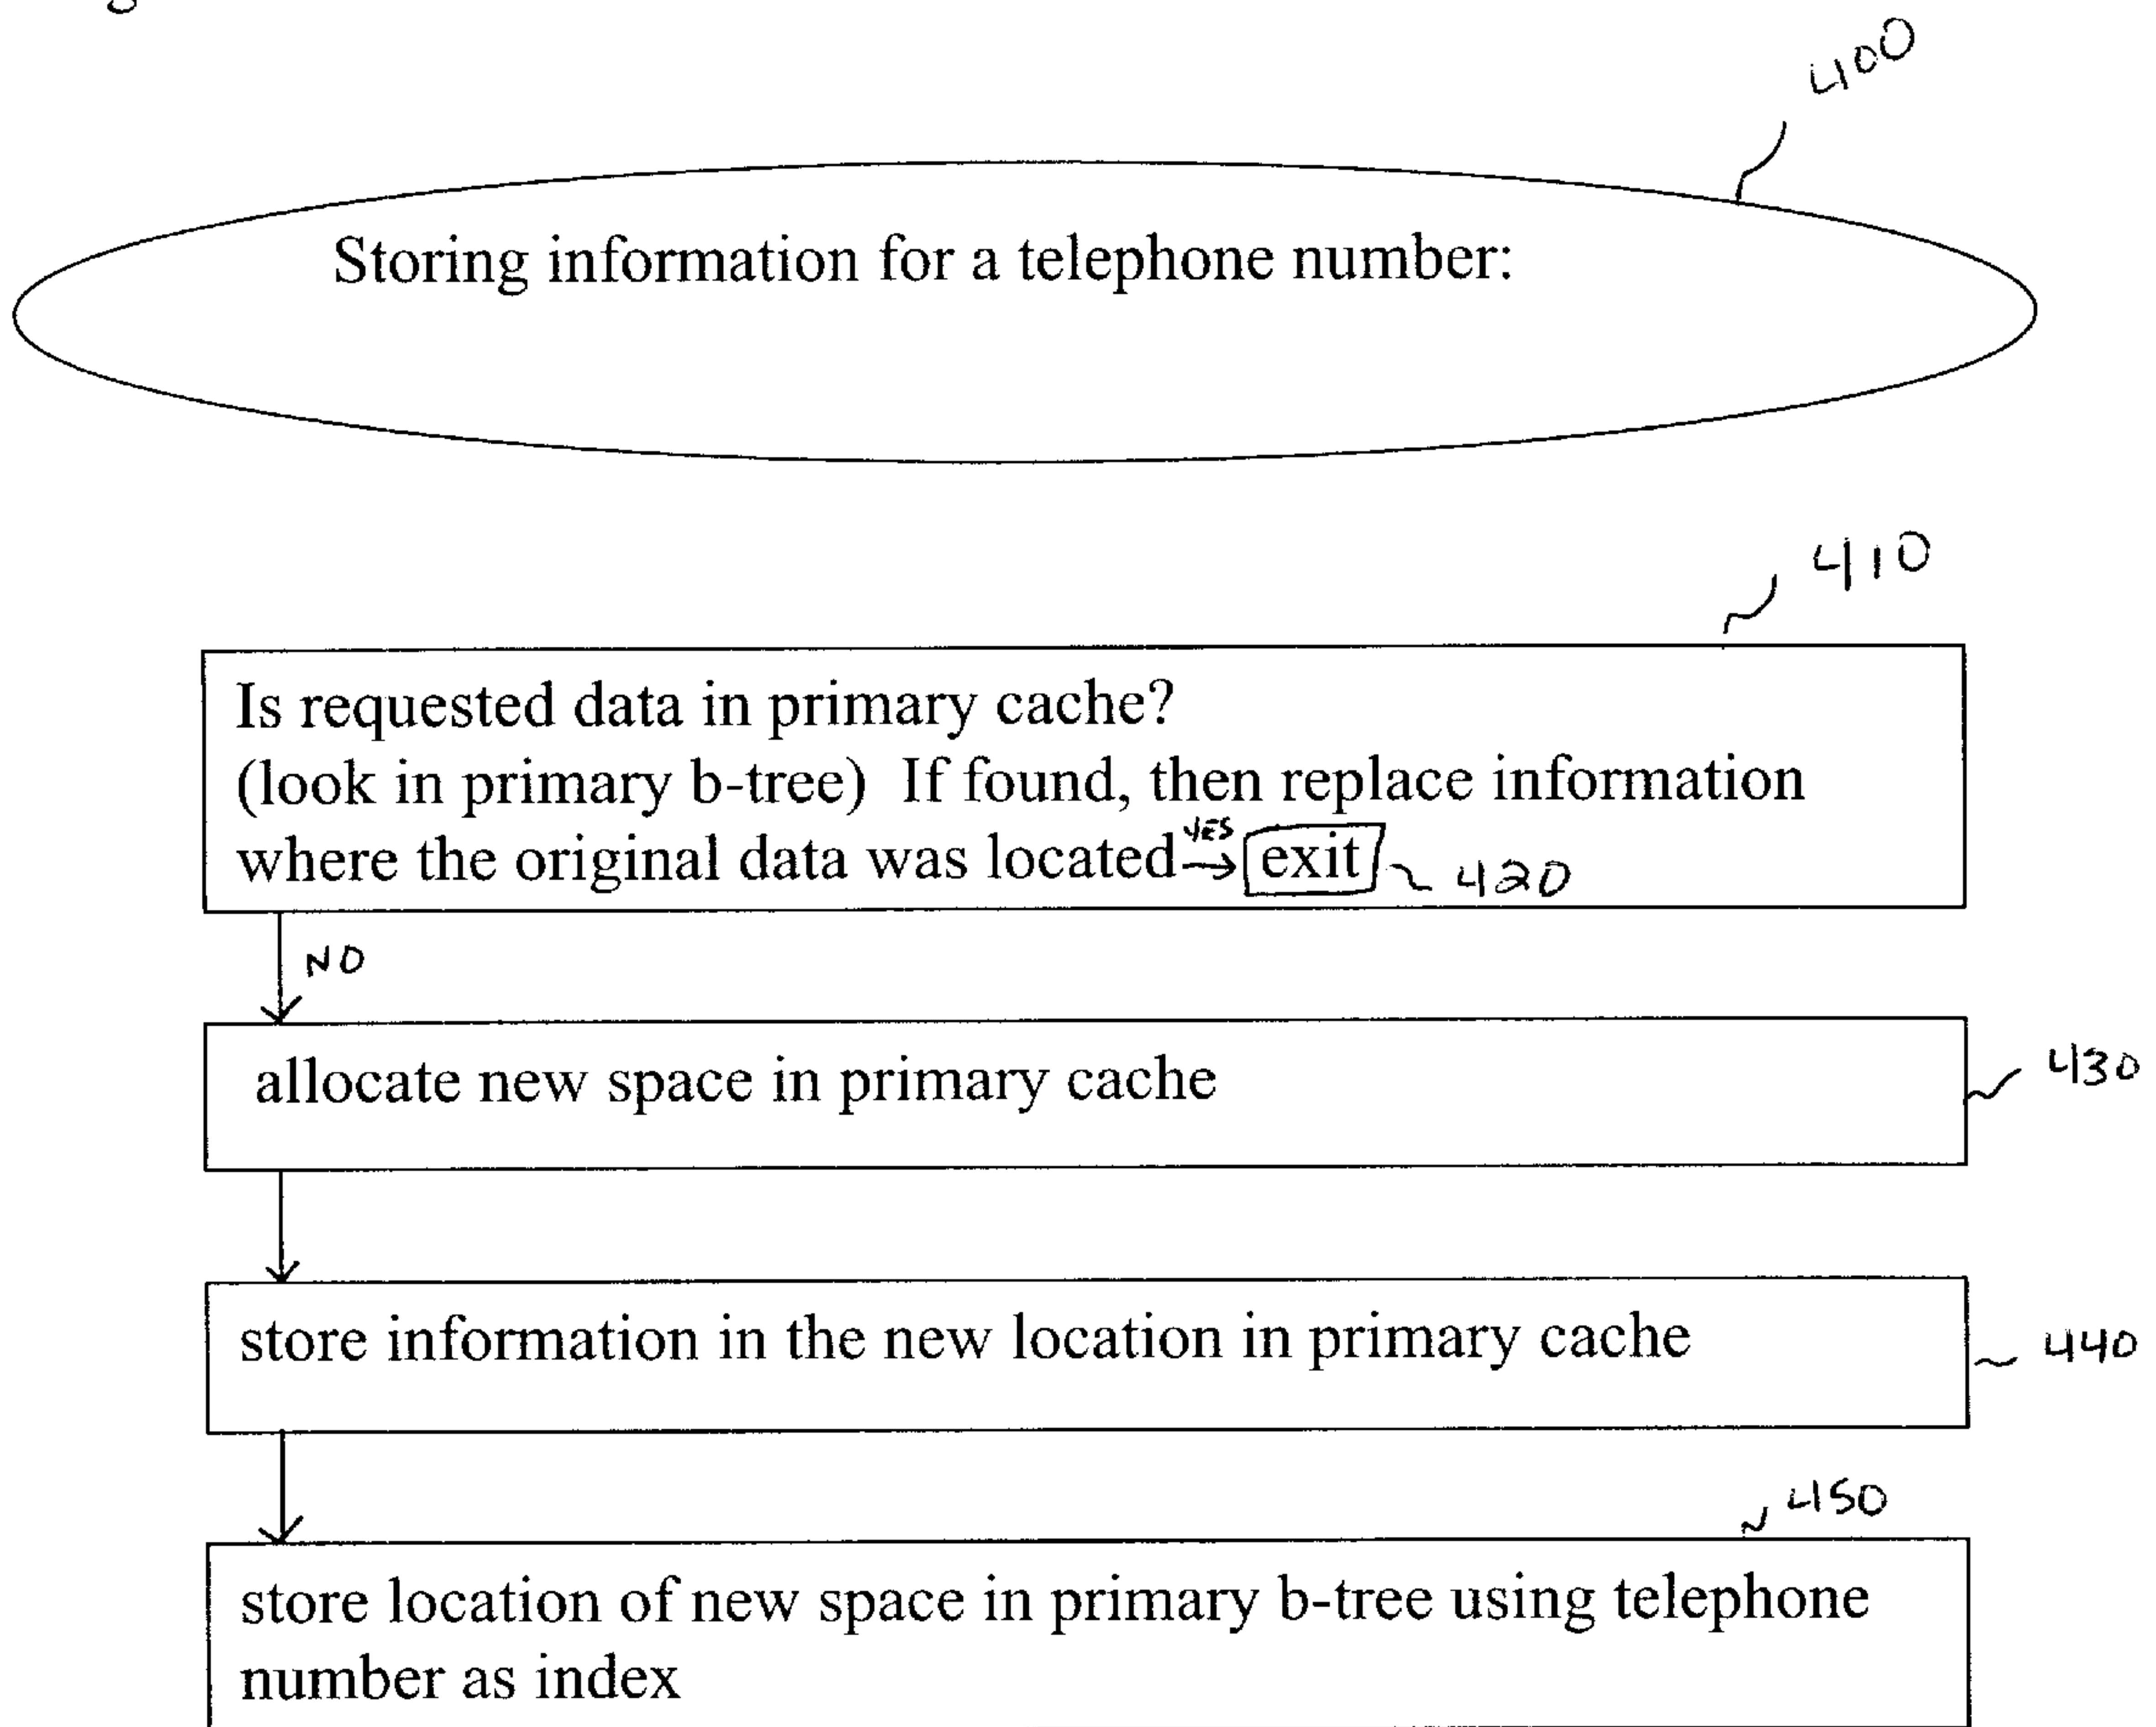 400
Storing information for a telephone number:
410
Is requested data in primary cache?
(look in primary b-tree) If found, then replace information
where the original data was located YES exit 420
NO
allocate new space in primary cache
430
store information in the new location in primary cache
440
450
store location of new space in primary b-tree using telephone
number as index